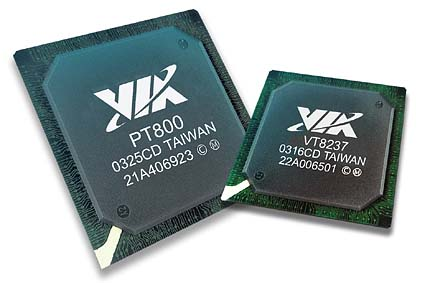 VIA
PT800
0325CD TAIWAN
21A406923 © Ⓜ
VIA
VT8237
0316CD TAIWAN
22A006501 © Ⓜ